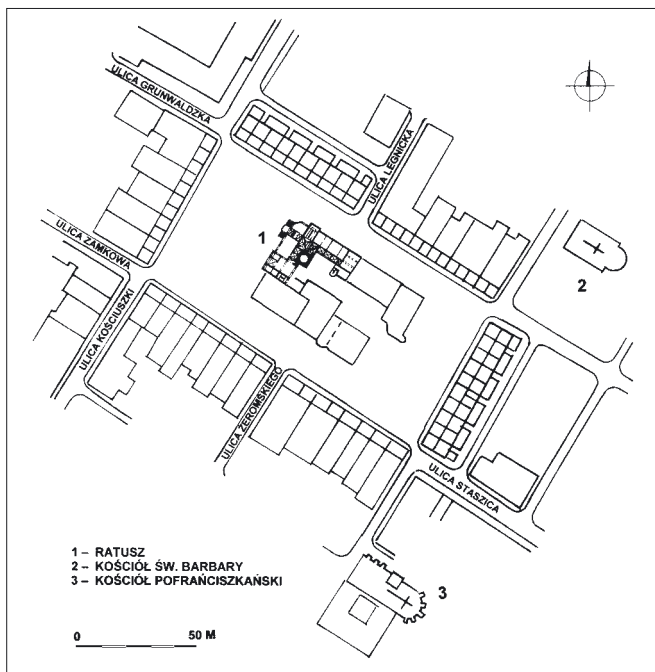 ULICA GRUNWALDZKA
ULICA LEGNICKA
1
ULICA ZAMKOWA
2
ULICA KOŚCIUSZKI
ULICA ŻEROMSKIEGO
ULICA STASZICA
1 – RATUSZ
2 – KOŚCIÓŁ ŚW. BARBARY
3 – KOŚCIÓŁ POFRAŃCISZKAŃSKI
3
0 50 M